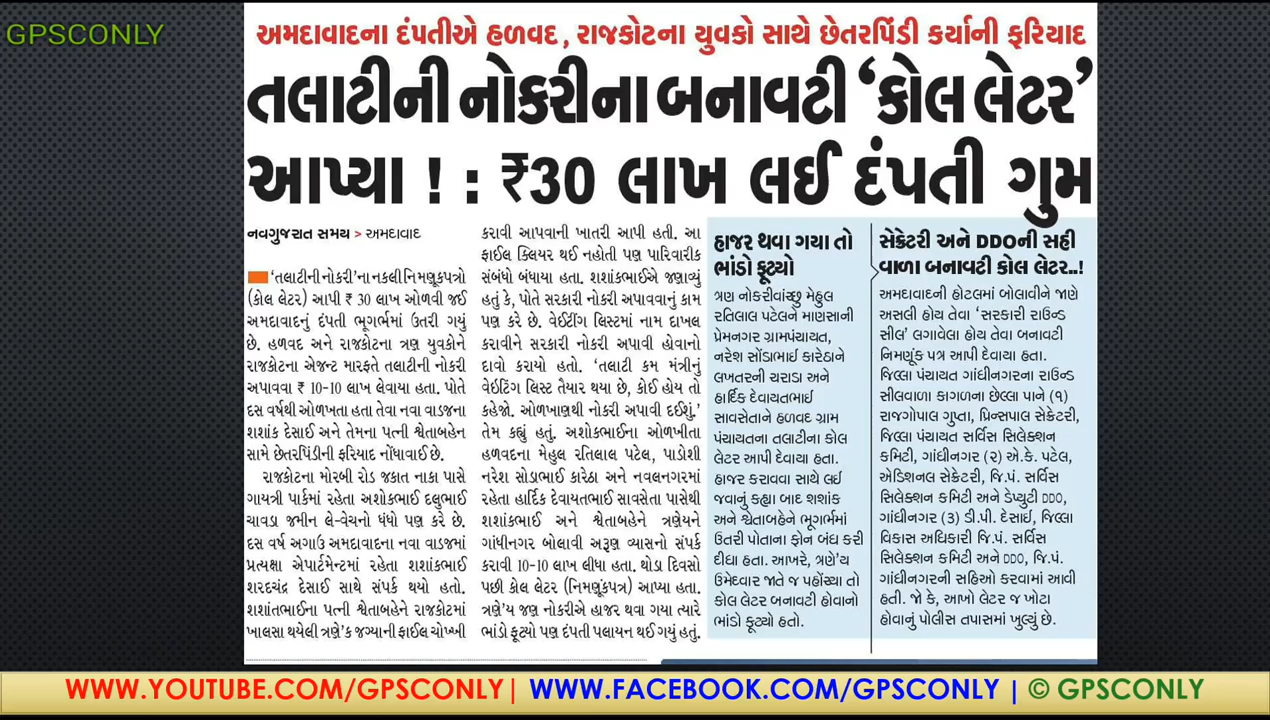 GPSCONLY
અમદાવાદના દંપતીએ હળવદ, રાજકોટના યુવકો સાથે છેતરપિંડી કર્યાની ફરિયાદ
તલાટીની નોકરીના બનાવટી ‘કોલ લેટર’
આપ્યા ! : ₹30 લાખ લઈ દંપતી ગુમ
નવગુજરાત સમય > અમદાવાદ
‘તલાટીની નોકરી’ના નકલી નિમણૂકપત્રો
(કોલ લેટર) આપી ₹ 30 લાખ ઓળવી જઈ
અમદાવાદનું દંપતી ભૂગર્ભમાં ઉતરી ગયું
છે. હળવદ અને રાજકોટના ત્રણ યુવકોને
રાજકોટના એજન્ટ મારફતે તલાટીની નોકરી
અપાવવા ₹ 10-10 લાખ લેવાયા હતા. પોતે
દસ વર્ષથી ઓળખતા હતા તેવા નવા વાડજના
શશાંક દેસાઈ અને તેમના પત્ની શ્વેતાબહેન
સામે છેતરપિંડીની ફરિયાદ નોંધાવાઈ છે.
રાજકોટના મોરબી રોડ જકાત નાકા પાસે
ગાયત્રી પાર્કમાં રહેતા અશોકભાઈ દલુભાઈ
ચાવડા જમીન લે-વેચનો ધંધો પણ કરે છે.
દસ વર્ષ અગાઉ અમદાવાદના નવા વાડજમાં
પ્રત્યક્ષા એપાર્ટમેન્ટમાં રહેતા શશાંકભાઈ
શરદચંદ્ર દેસાઈ સાથે સંપર્ક થયો હતો.
શશાંતભાઈના પત્ની શ્વેતાબહેને રાજકોટમાં
ખાલસા થયેલી ત્રણે'ક જગ્યાની ફાઈલ ચોખ્ખી
કરાવી આપવાની ખાતરી આપી હતી. આ
ફાઈલ ક્લિયર થઈ નહોતી પણ પારિવારીક
સંબંધો બંધાયા હતા. શશાંકભાઈએ જણાવ્યું
હતું કે, પોતે સરકારી નોકરી અપાવવાનું કામ
પણ કરે છે. વેઈટીંગ લિસ્ટમાં નામ દાખલ
કરાવીને સરકારી નોકરી અપાવી હોવાનો
દાવો કરાયો હતો. ‘તલાટી કમ મંત્રીનું
વેઇટિંગ લિસ્ટ તૈયાર થયા છે, કોઈ હોય તો
કહેજો. ઓળખાણથી નોકરી અપાવી દઈશું.’
તેમ કહ્યું હતું. અશોકભાઈના ઓળખીતા
હળવદના મેહુલ રતિલાલ પટેલ, પાડોશી
નરેશ સોડાભાઈ કારેઠા અને નવલનગરમાં
રહેતા હાર્દિક દેવાયતભાઈ સાવસેતા પાસેથી
શશાંકભાઈ અને શ્વેતાબહેને ત્રણેયને
ગાંધીનગર બોલાવી અરૂણ વ્યાસનો સંપર્ક
કરાવી 10-10 લાખ લીધા હતા. થોડા દિવસો
પછી કોલ લેટર (નિમણૂકપત્ર) આપ્યા હતા.
ત્રણે'ય જણ નોકરીએ હાજર થવા ગયા ત્યારે
ભાંડો ફૂટ્યો પણ દંપતી પલાયન થઈ ગયું હતું.
હાજર થવા ગયા તો
ભાંડો ફૂટ્યો
ત્રણ નોકરીવાંચ્છુ મેહુલ
રતિલાલ પટેલને માણસાની
પ્રેમનગર ગ્રામપંચાયત,
નરેશ સોંડાભાઈ કારેઠાને
લખતરની ચરાડા અને
હાર્દિક દેવાયતભાઈ
સાવસેતાને હળવદ ગ્રામ
પંચાયતના તલાટીના કોલ
લેટર આપી દેવાયા હતા.
હાજર કરાવવા સાથે લઈ
જવાનું કહ્યા બાદ શશાંક
અને શ્વેતાબહેને ભૂગર્ભમાં
ઉતરી પોતાના ફોન બંધ કરી
દીધા હતા. આખરે, ત્રણે'ય
ઉમેદવાર જાતે જ પહોંચ્યા તો
કોલ લેટર બનાવટી હોવાનો
ભાંડો ફૂટ્યો હતો.
સેક્રેટરી અને DDOની સહી
વાળા બનાવટી કોલ લેટર..!
અમદાવાદની હોટલમાં બોલાવીને જાણે
અસલી હોય તેવા ‘સરકારી રાઉન્ડ
સીલ’ લગાવેલા હોય તેવા બનાવટી
નિમણૂંક પત્ર આપી દેવાયા હતા.
જિલ્લા પંચાયત ગાંધીનગરના રાઉન્ડ
સીલવાળા કાગળના છેલ્લા પાને (૧)
રાજગોપાલ ગુપ્તા, પ્રિન્સપાલ સેક્રેટરી,
જિલ્લા પંચાયત સર્વિસ સિલેક્શન
કમિટી, ગાંધીનગર (૨) એ.કે. પટેલ,
એડિશનલ સેક્રેટરી, જિ.પં. સર્વિસ
સિલેક્શન કમિટી અને ડેપ્યુટી DDO,
ગાંધીનગર (3) ડી.પી. દેસાઈ, જિલ્લા
વિકાસ અધિકારી જિ.પં. સર્વિસ
સિલેક્શન કમિટી અને DDO, જિ.પં.
ગાંધીનગરની સહિઓ કરવામાં આવી
હતી. જો કે, આખો લેટર જ ખોટા
હોવાનું પોલીસ તપાસમાં ખુલ્યું છે.
WWW.YOUTUBE.COM/GPSCONLY | WWW.FACEBOOK.COM/GPSCONLY | © GPSCONLY